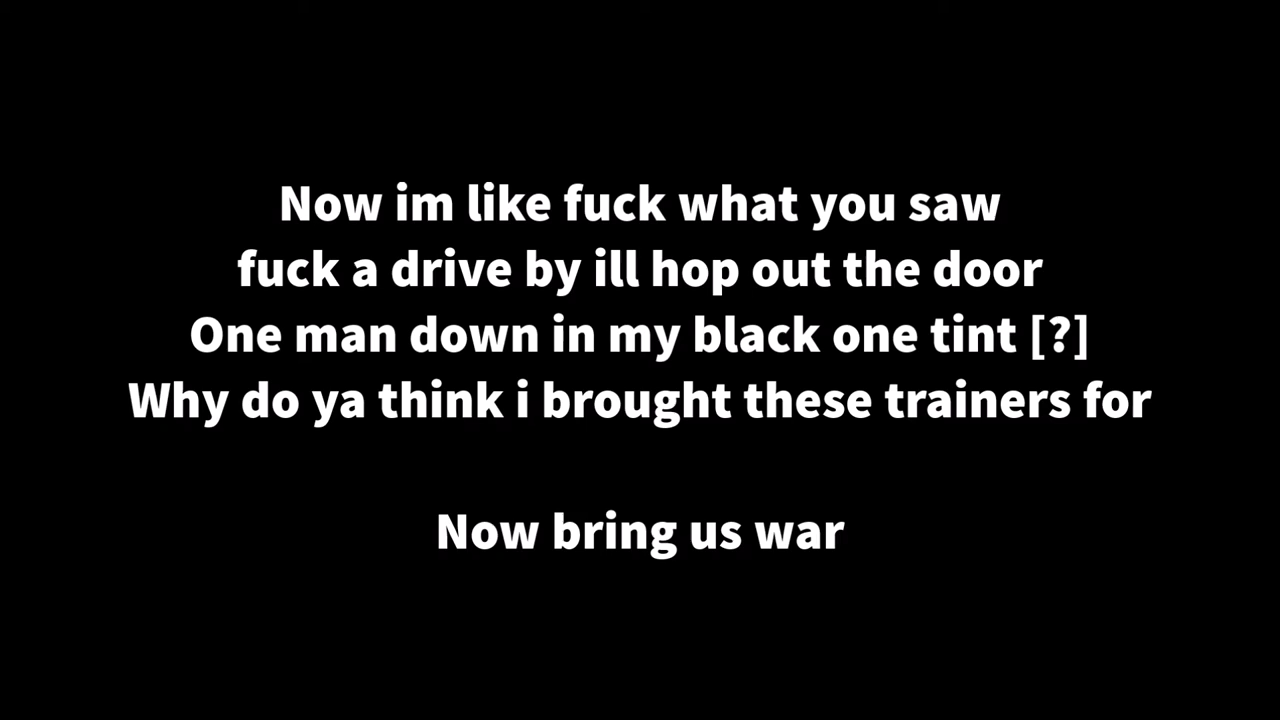 Now im like fuck what you saw
fuck a drive by ill hop out the door
One man down in my black one tint [?]
Why do ya think i brought these trainers for
Now bring us war